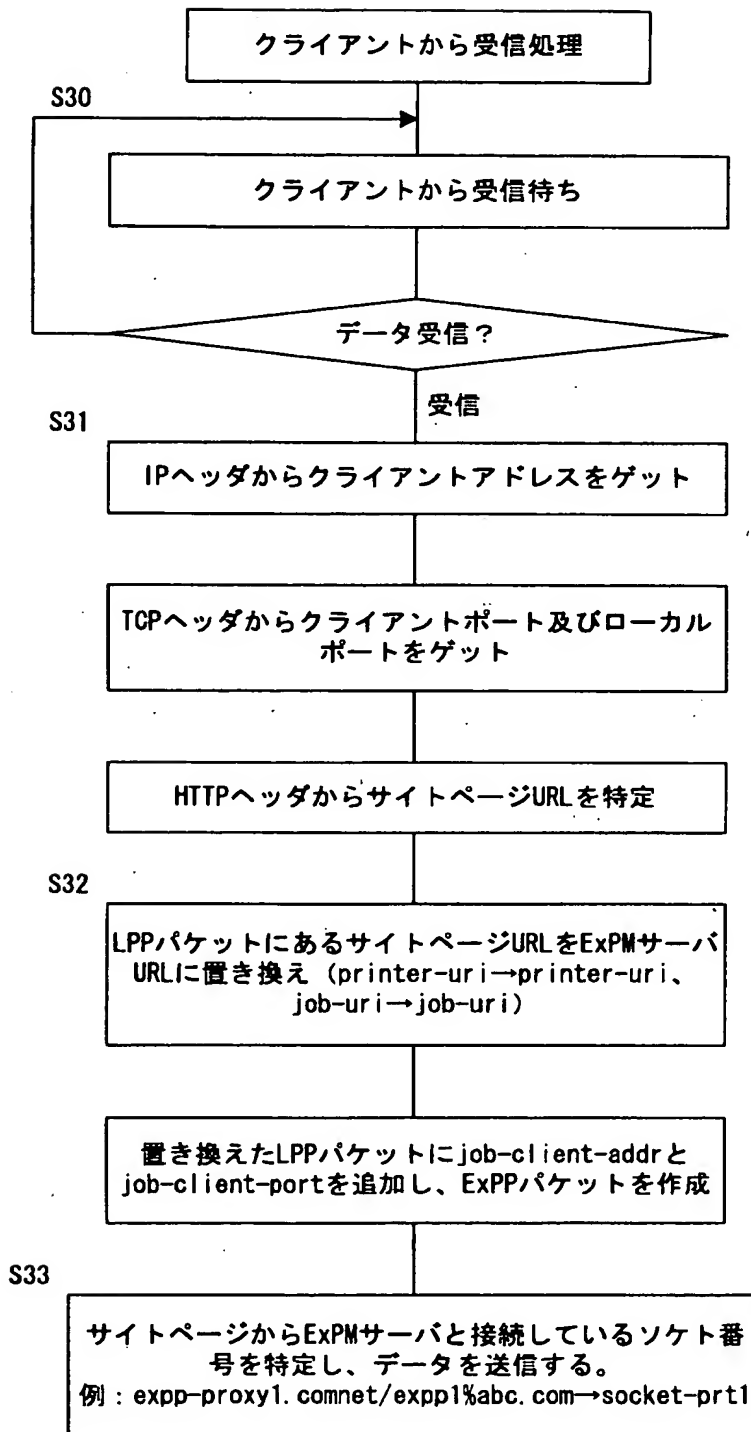 クライアントから受信処理
S30
クライアントから受信待ち
データ受信？
受信
S31
IPヘッダからクライアントアドレスをゲット
TCPヘッダからクライアントポート及びローカル
ポートをゲット
HTTPヘッダからサイトページURLを特定
S32
LPPパケットにあるサイトページURLをExPMサーバ
URLに置き換え（printer-uri→printer-uri、
job-uri→job-uri）
置き換えたLPPパケットにjob-client-addrと
job-client-portを追加し、ExPPパケットを作成
S33
サイトページからExPMサーバと接続しているソケト番
号を特定し、データを送信する。
例：expp-proxy1.comnet/expp1%abc.com→socket-prt1